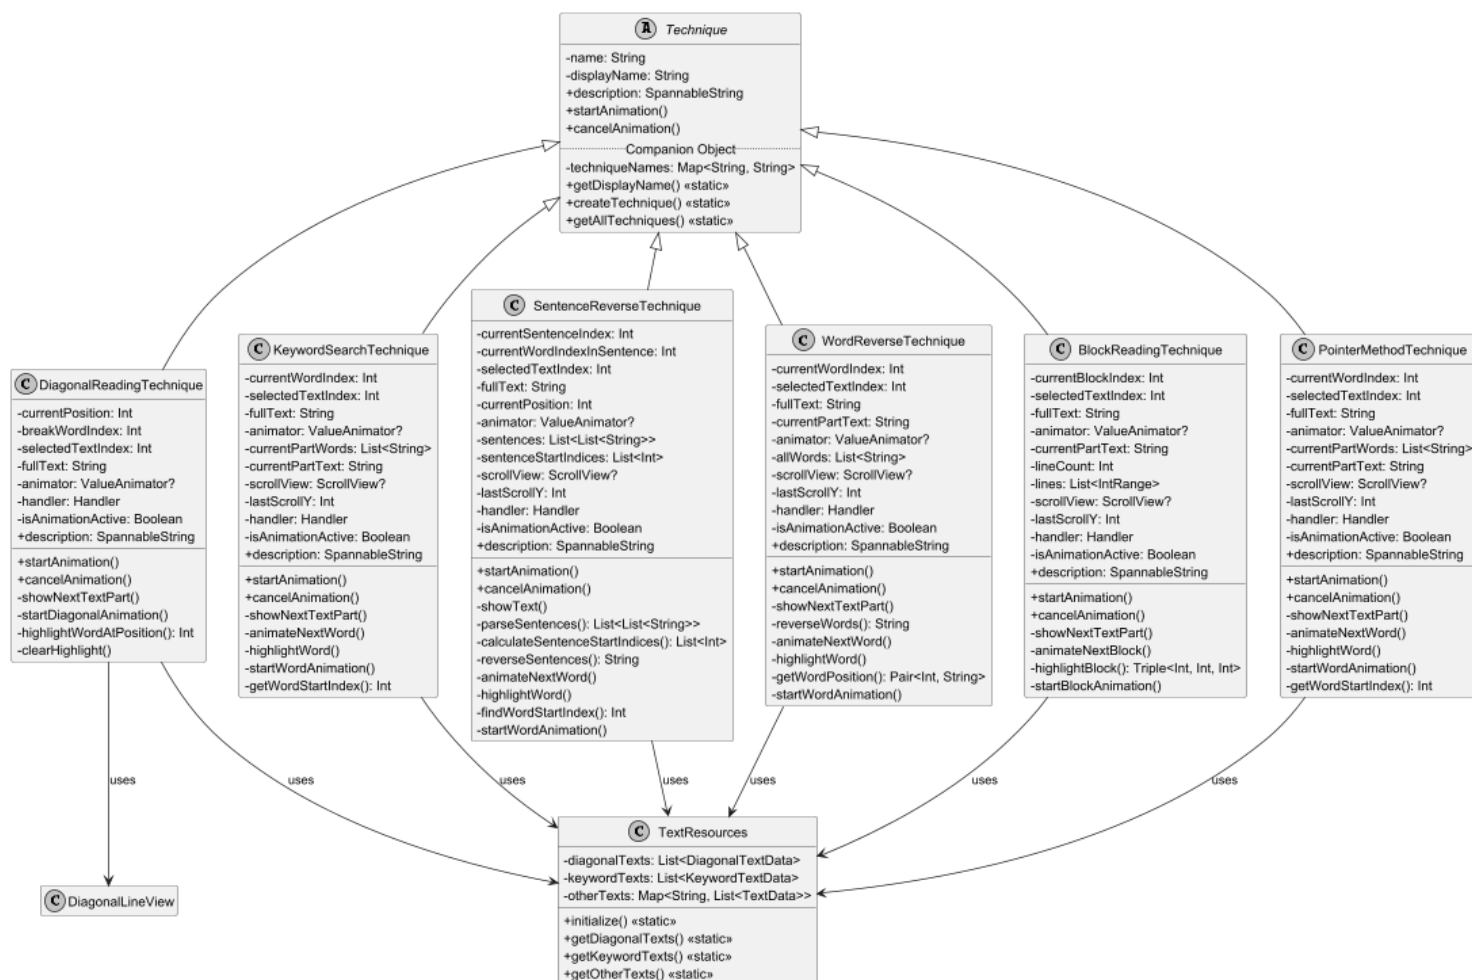 A Technique
-name: String
-displayName: String
+description: SpannableString
+startAnimation()
+cancelAnimation()
Companion Object
-techniqueNames: Map<String, String>
+getDisplayName() «static»
+createTechnique() «static»
+getAllTechniques() «static»
C DiagonalReadingTechnique
-currentPosition: Int
-breakWordIndex: Int
-selectedTextIndex: Int
-fullText: String
-animator: ValueAnimator?
-handler: Handler
-isAnimationActive: Boolean
+description: SpannableString
+startAnimation()
+cancelAnimation()
-showNextTextPart()
-startDiagonalAnimation()
-highlightWordAtPosition(): Int
-clearHighlight()
C KeywordSearchTechnique
-currentWordIndex: Int
-selectedTextIndex: Int
-fullText: String
-animator: ValueAnimator?
-currentPartWords: List<String>
-currentPartText: String
-scrollView: ScrollView?
-lastScrollY: Int
-handler: Handler
-isAnimationActive: Boolean
+description: SpannableString
+startAnimation()
+cancelAnimation()
-showNextTextPart()
-animateNextWord()
-highlightWord()
-startWordAnimation()
-getWordStartIndex(): Int
C SentenceReverseTechnique
-currentSentenceIndex: Int
-currentWordIndexInSentence: Int
-selectedTextIndex: Int
-fullText: String
-currentPosition: Int
-animator: ValueAnimator?
-sentences: List<List<String>>
-sentenceStartIndices: List<Int>
-scrollView: ScrollView?
-lastScrollY: Int
-handler: Handler
-isAnimationActive: Boolean
+description: SpannableString
+startAnimation()
+cancelAnimation()
-showText()
-parseSentences(): List<List<String>>
-calculateSentenceStartIndices(): List<Int>
-reverseSentences(): String
-animateNextWord()
-highlightWord()
-findWordStartIndex(): Int
-startWordAnimation()
C WordReverseTechnique
-currentWordIndex: Int
-selectedTextIndex: Int
-fullText: String
-currentPartText: String
-animator: ValueAnimator?
-allWords: List<String>
-scrollView: ScrollView?
-lastScrollY: Int
-handler: Handler
-isAnimationActive: Boolean
+description: SpannableString
+startAnimation()
+cancelAnimation()
-showNextTextPart()
-reverseWords(): String
-animateNextWord()
-highlightWord()
-getWordPosition(): Pair<Int, String>
-startWordAnimation()
C BlockReadingTechnique
-currentBlockIndex: Int
-selectedTextIndex: Int
-fullText: String
-animator: ValueAnimator?
-currentPartText: String
-lineCount: Int
-lines: List<IntRange>
-scrollView: ScrollView?
-lastScrollY: Int
-handler: Handler
-isAnimationActive: Boolean
+description: SpannableString
+startAnimation()
+cancelAnimation()
-showNextTextPart()
-animateNextBlock()
-highlightBlock(): Triple<Int, Int, Int>
-startBlockAnimation()
C PointerMethodTechnique
-currentWordIndex: Int
-selectedTextIndex: Int
-fullText: String
-animator: ValueAnimator?
-currentPartWords: List<String>
-currentPartText: String
-scrollView: ScrollView?
-lastScrollY: Int
-handler: Handler
-isAnimationActive: Boolean
+description: SpannableString
+startAnimation()
+cancelAnimation()
-showNextTextPart()
-animateNextWord()
-highlightWord()
-startWordAnimation()
-getWordStartIndex(): Int
uses
uses
uses
uses
uses
uses
uses
C DiagonalLineView
C TextResources
-diagonalTexts: List<DiagonalTextData>
-keywordTexts: List<KeywordTextData>
-otherTexts: Map<String, List<TextData>>
+initialize() «static»
+getDiagonalTexts() «static»
+getKeywordTexts() «static»
+getOtherTexts() «static»